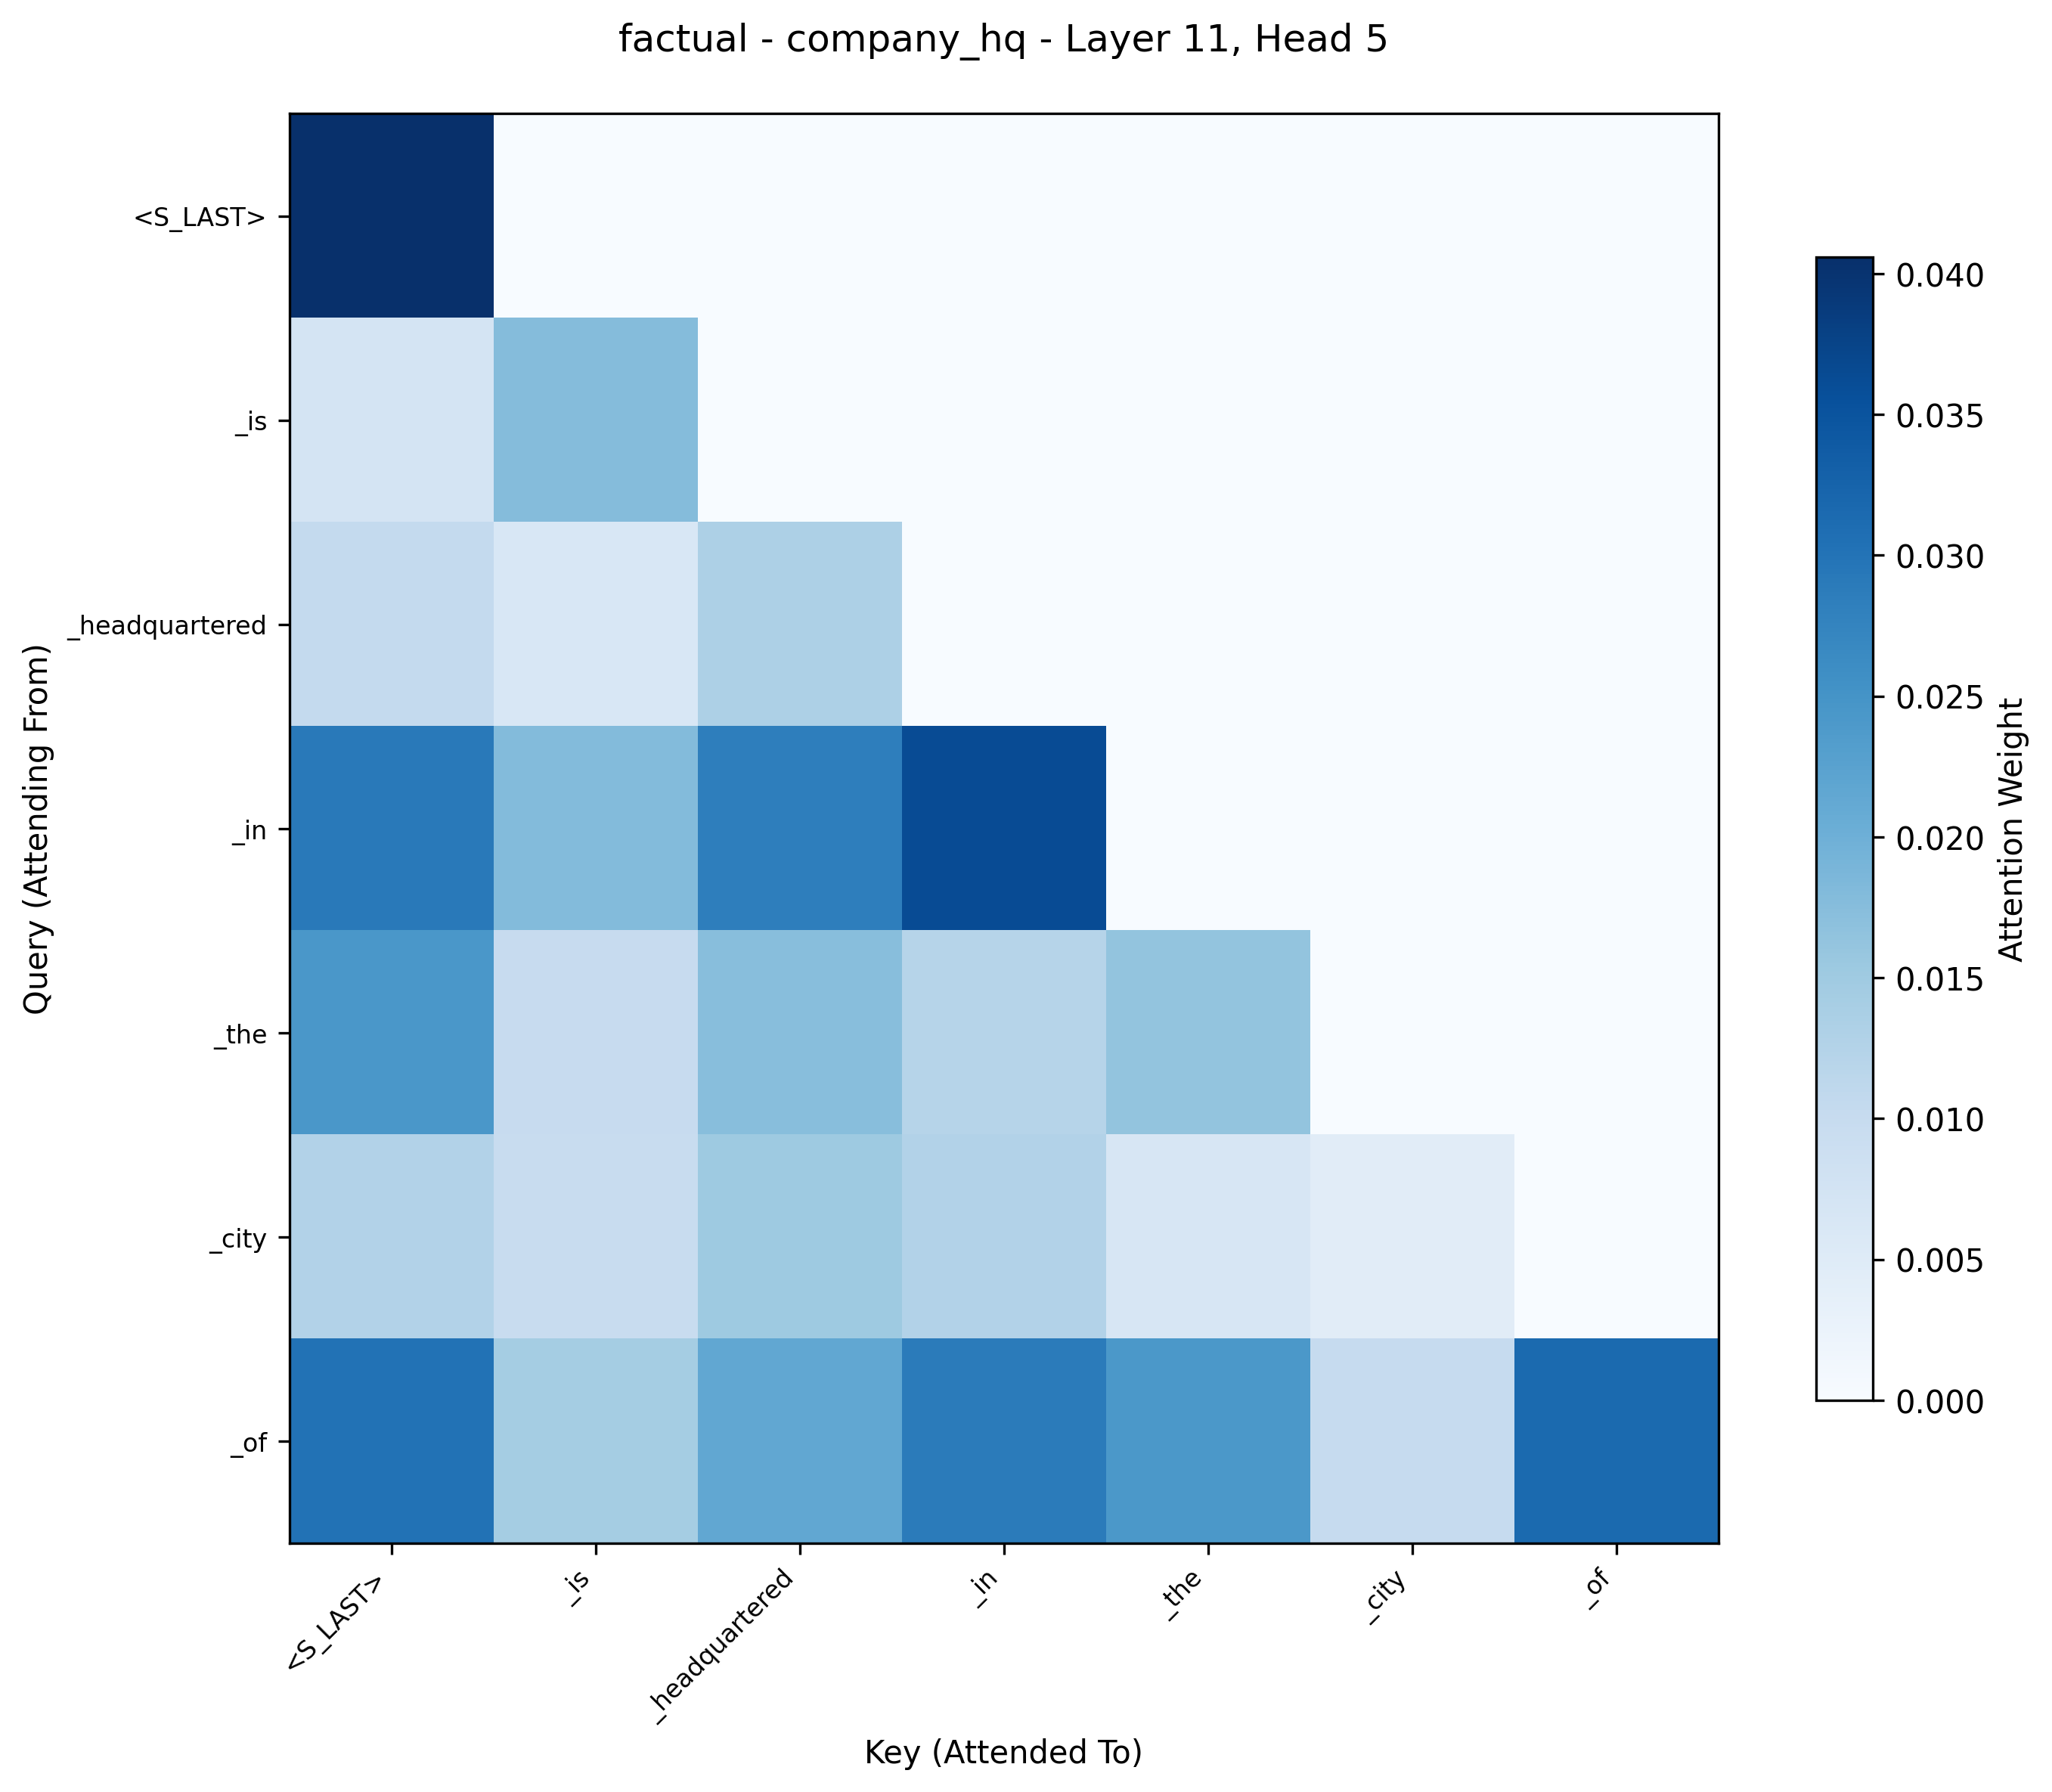 factual - company_hq - Layer 11, Head 5
Query (Attending From)
<S_LAST>
_is
_headquartered
_in
_the
_city
_of
<S_LAST>
_is
_headquartered
_in
_the
_city
_of
Key (Attended To)
0.040
0.035
0.030
0.025
0.020
0.015
0.010
0.005
0.000
Attention Weight